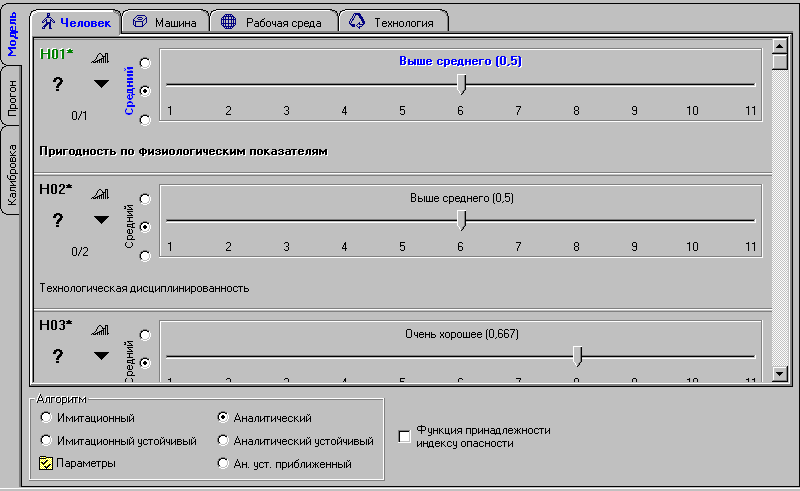 Человек Машина Рабочая среда Технология
Модель
Прогон
Калибровка
H01*
?
0/1
Средний
Выше среднего (0,5)
1 2 3 4 5 6 7 8 9 10 11
Пригодность по физиологическим показателям
H02*
?
0/2
Средний
Выше среднего (0,5)
1 2 3 4 5 6 7 8 9 10 11
Технологическая дисциплинированность
H03*
?
Средний
Очень хорошее (0,667)
1 2 3 4 5 6 7 8 9 10 11
Алгоритм
Имитационный Аналитический
Имитационный устойчивый Аналитический устойчивый
Параметры Ан. уст. приближенный
Функция принадлежности
индексу опасности